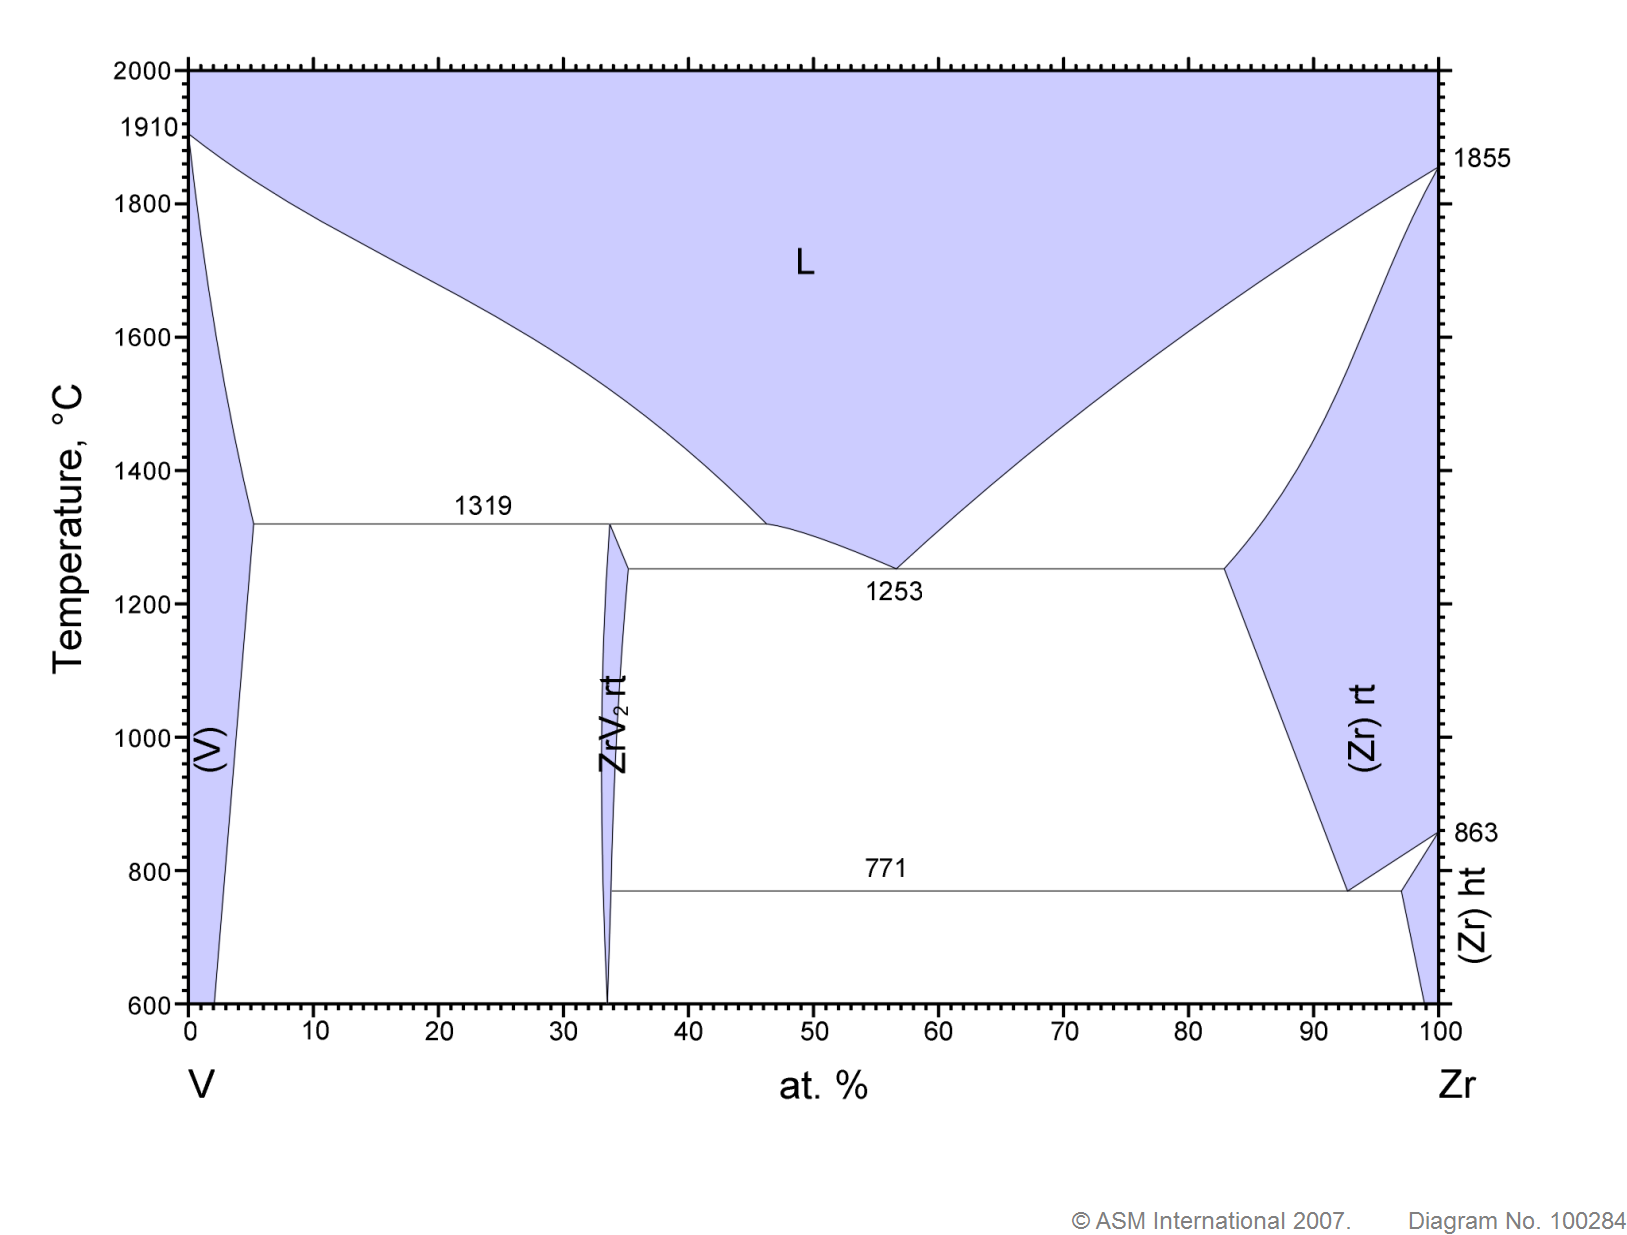 2000
1910
1855
1800
L
1600
Temperature, °C
1400
1319
1253
1200
ZrV₂ rt
(Zr) rt
1000
(V)
863
800
771
(Zr) ht
600
0 10 20 30 40 50 60 70 80 90 100
V at. % Zr
© ASM International 2007. Diagram No. 100284